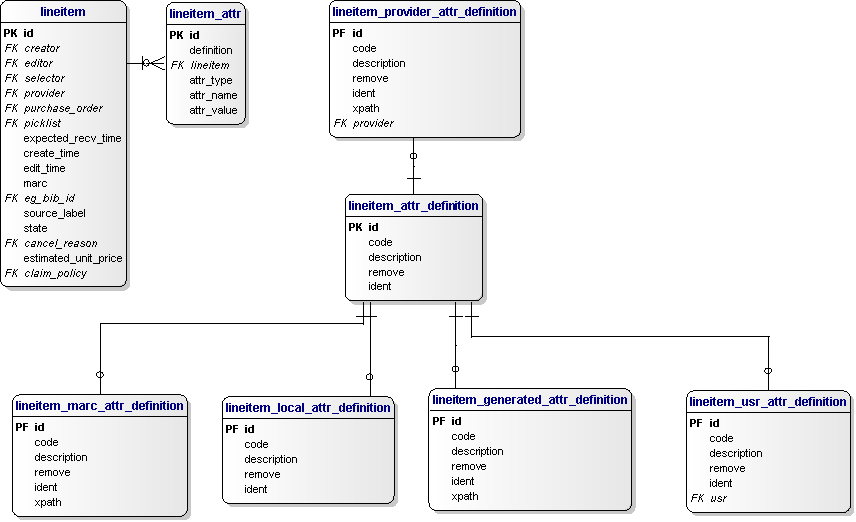 lineitem
PK id
FK creator
FK editor
FK selector
FK provider
FK purchase_order
FK picklist
expected_recv_time
create_time
edit_time
marc
FK eg_bib_id
source_label
state
FK cancel_reason
estimated_unit_price
FK claim_policy
lineitem_attr
PK id
definition
FK lineitem
attr_type
attr_name
attr_value
lineitem_provider_attr_definition
PF id
code
description
remove
ident
xpath
FK provider
lineitem_attr_definition
PK id
code
description
remove
ident
lineitem_marc_attr_definition
PF id
code
description
remove
ident
xpath
lineitem_local_attr_definition
PF id
code
description
remove
ident
lineitem_generated_attr_definition
PF id
code
description
remove
ident
xpath
lineitem_usr_attr_definition
PF id
code
description
remove
ident
FK usr